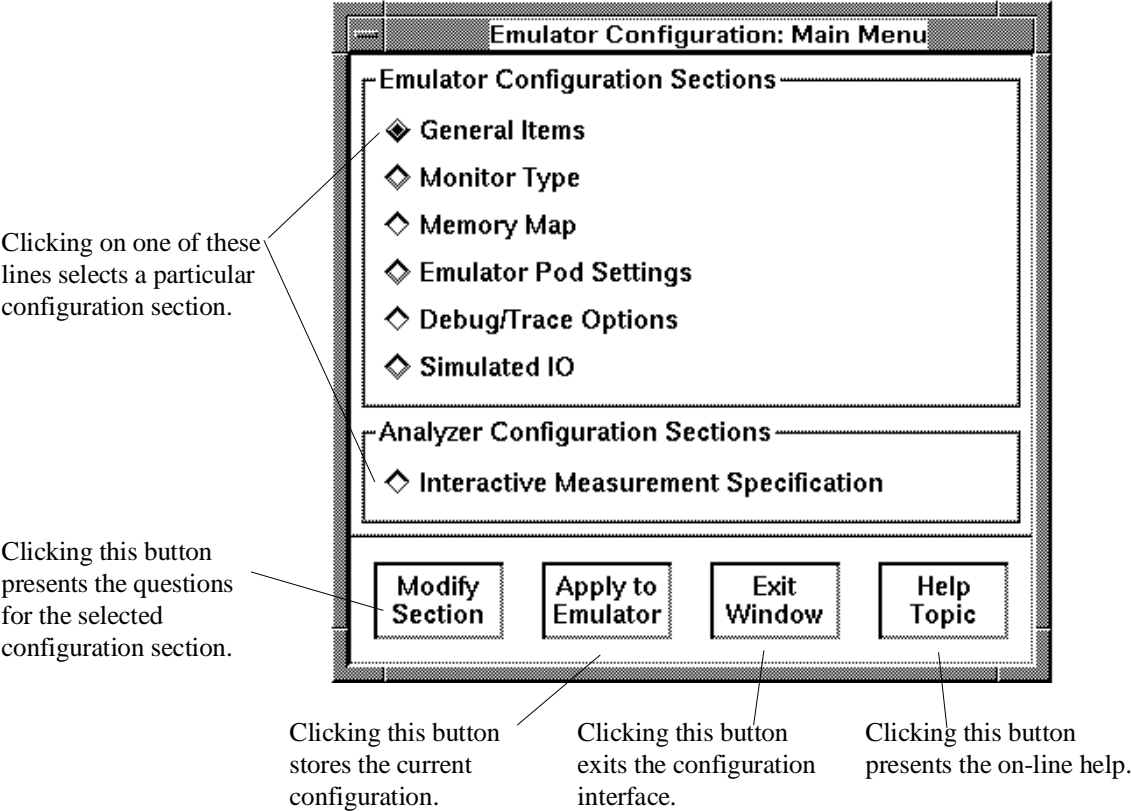 Emulator Configuration: Main Menu
Emulator Configuration Sections
General Items
Monitor Type
Memory Map
Emulator Pod Settings
Debug/Trace Options
Simulated IO
Clicking on one of these
lines selects a particular
configuration section.
Analyzer Configuration Sections
Interactive Measurement Specification
Clicking this button
presents the questions
for the selected
configuration section.
Modify
Section
Apply to
Emulator
Exit
Window
Help
Topic
Clicking this button
stores the current
configuration.
Clicking this button
exits the configuration
interface.
Clicking this button
presents the on-line help.